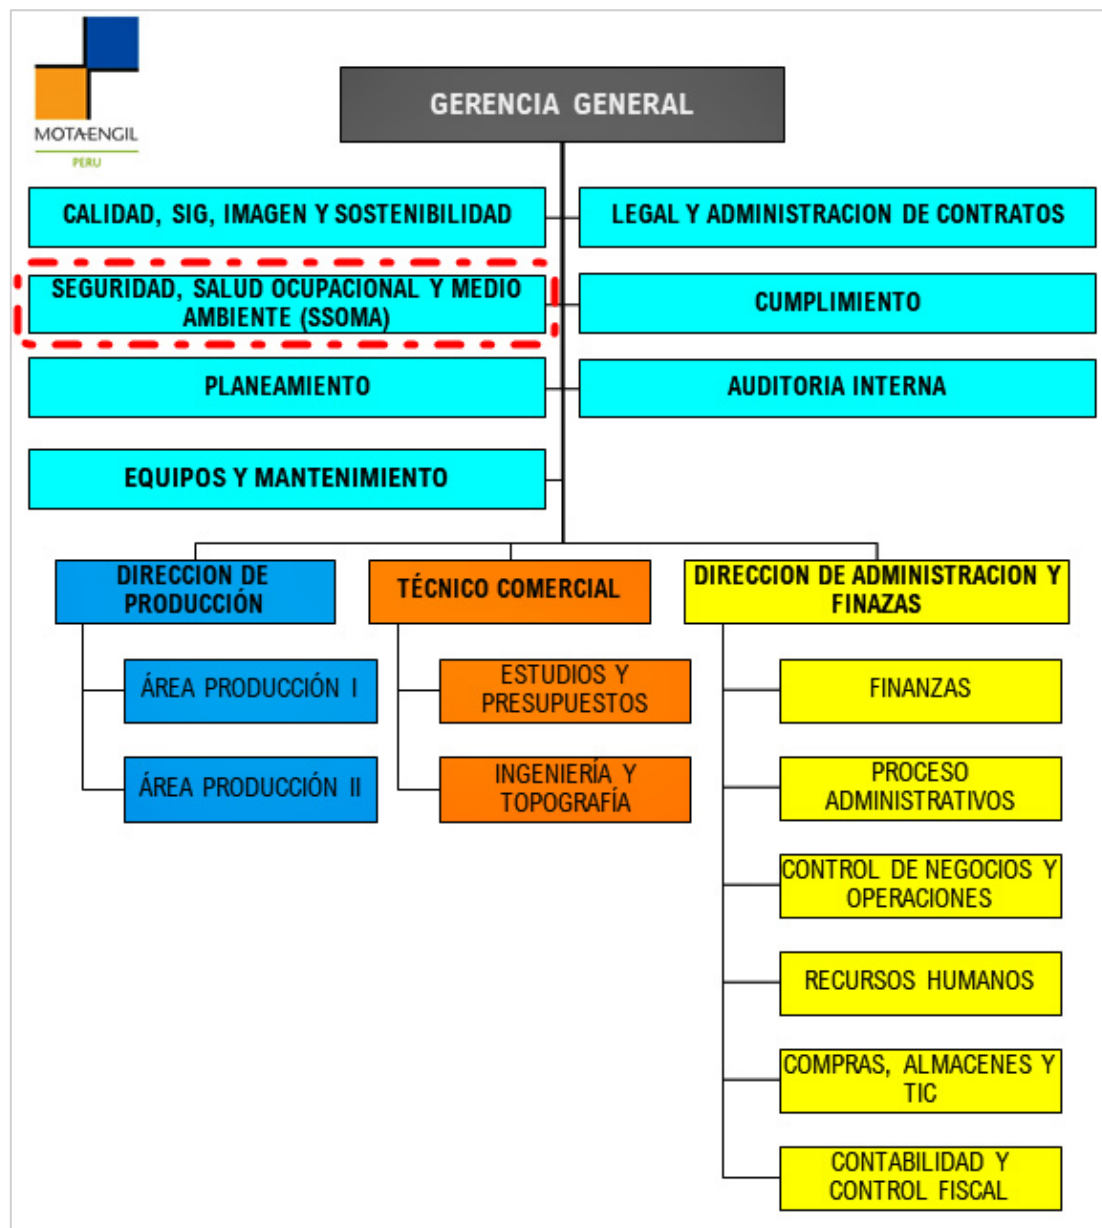 MOTA-ENGIL
PERU
GERENCIA GENERAL
CALIDAD, SIG, IMAGEN Y SOSTENIBILIDAD
LEGAL Y ADMINISTRACION DE CONTRATOS
SEGURIDAD, SALUD OCUPACIONAL Y MEDIO
AMBIENTE (SSOMA)
CUMPLIMIENTO
PLANEAMIENTO
AUDITORIA INTERNA
EQUIPOS Y MANTENIMIENTO
DIRECCION DE
PRODUCCIÓN
TÉCNICO COMERCIAL
DIRECCION DE ADMINISTRACION Y
FINAZAS
ÁREA PRODUCCIÓN I
ÁREA PRODUCCIÓN II
ESTUDIOS Y
PRESUPUESTOS
INGENIERÍA Y
TOPOGRAFÍA
FINANZAS
PROCESO
ADMINISTRATIVOS
CONTROL DE NEGOCIOS Y
OPERACIONES
RECURSOS HUMANOS
COMPRAS, ALMACENES Y
TIC
CONTABILIDAD Y
CONTROL FISCAL